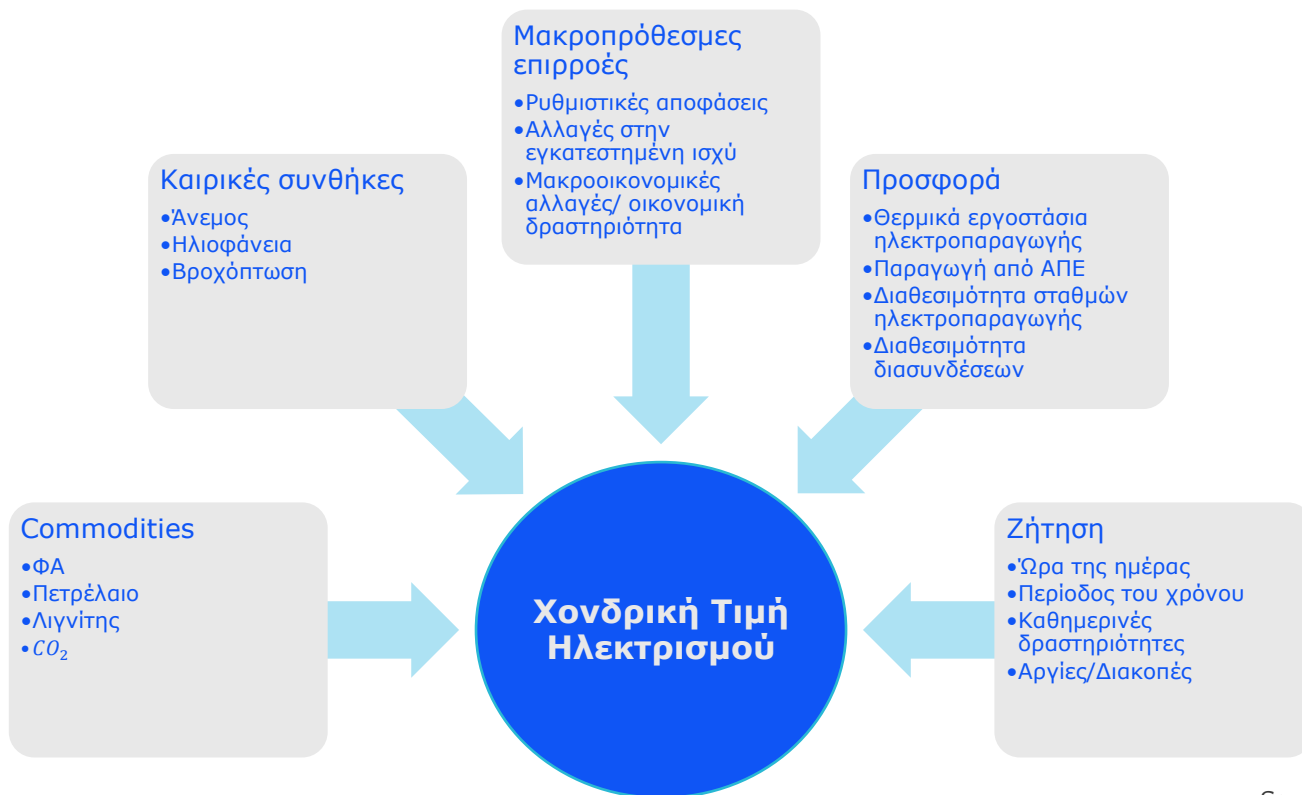 Μακροπρόθεσμες
επιρροές
•Ρυθμιστικές αποφάσεις
•Αλλαγές στην
εγκατεστημένη ισχύ
•Μακροοικονομικές
αλλαγές/ οικονομική
δραστηριότητα
Καιρικές συνθήκες
•Άνεμος
•Ηλιοφάνεια
•Βροχόπτωση
Προσφορά
•Θερμικά εργοστάσια
ηλεκτροπαραγωγής
•Παραγωγή από ΑΠΕ
•Διαθεσιμότητα σταθμών
ηλεκτροπαραγωγής
•Διαθεσιμότητα
διασυνδέσεων
Commodities
•ΦΑ
•Πετρέλαιο
•Λιγνίτης
•CO₂
Χονδρική Τιμή
Ηλεκτρισμού
Ζήτηση
•Ώρα της ημέρας
•Περίοδος του χρόνου
•Καθημερινές
δραστηριότητες
•Αργίες/Διακοπές